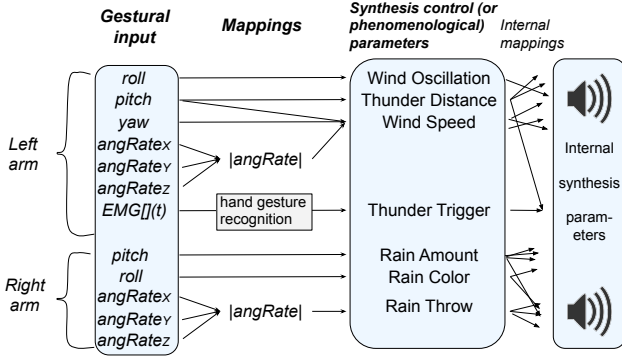 Gestural
input
Mappings
Synthesis control (or
phenomenological)
parameters
Internal
mappings
Left
arm
roll
pitch
yaw
angRateX
angRateY
angRateZ
EMG[](t)
|angRate|
hand gesture
recognition
Wind Oscillation
Thunder Distance
Wind Speed
Thunder Trigger
Right
arm
pitch
roll
angRateX
angRateY
angRateZ
|angRate|
Rain Amount
Rain Color
Rain Throw
Internal
synthesis
param-
eters